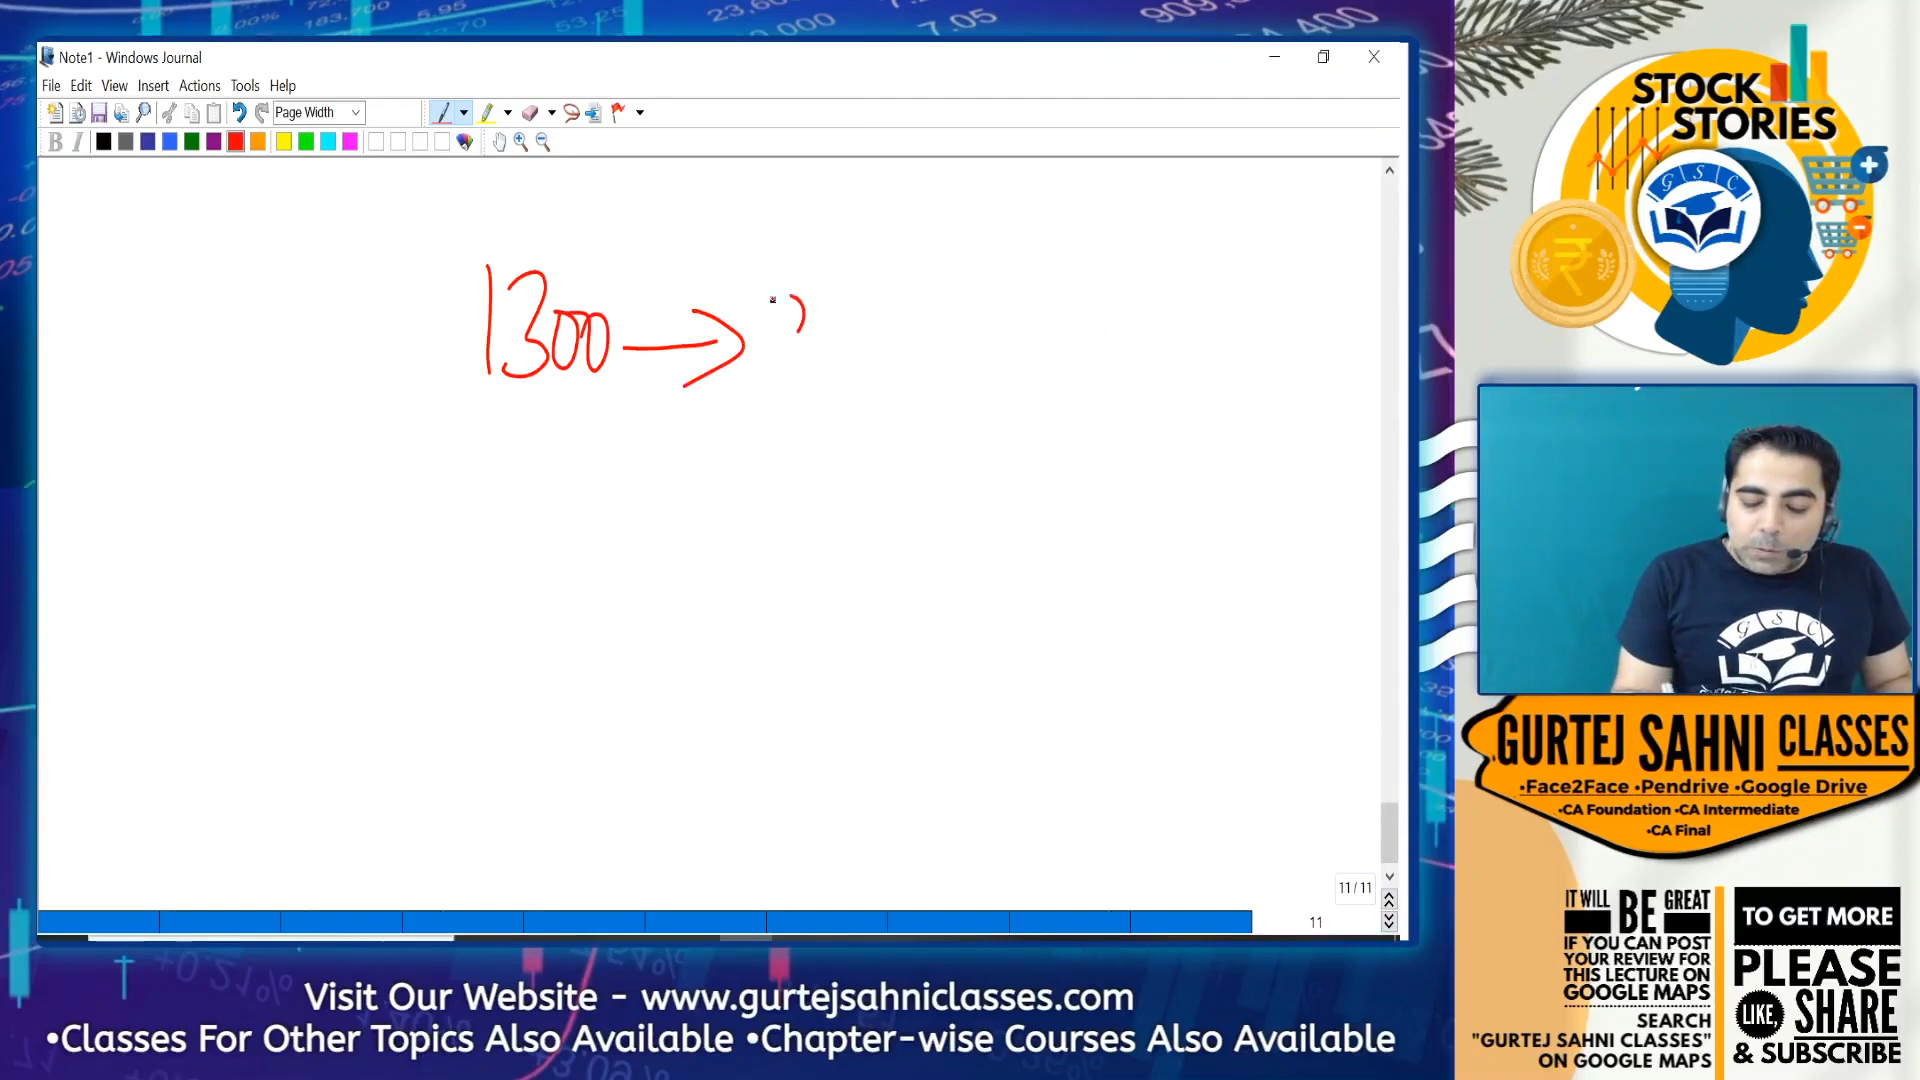 Note1 - Windows Journal
File Edit View Insert Actions Tools Help
Page Width
B I
1300 →
11 / 11
11
STOCK
STORIES
G S C
G S C
GURTEJ SAHNI CLASSES
•Face2Face •Pendrive •Google Drive
•CA Foundation •CA Intermediate
•CA Final
IT WILL BE GREAT
IF YOU CAN POST
YOUR REVIEW FOR
THIS LECTURE ON
GOOGLE MAPS
SEARCH
"GURTEJ SAHNI CLASSES"
ON GOOGLE MAPS
TO GET MORE
PLEASE
LIKE, SHARE
& SUBSCRIBE
Visit Our Website - www.gurtejsahniclasses.com
•Classes For Other Topics Also Available •Chapter-wise Courses Also Available